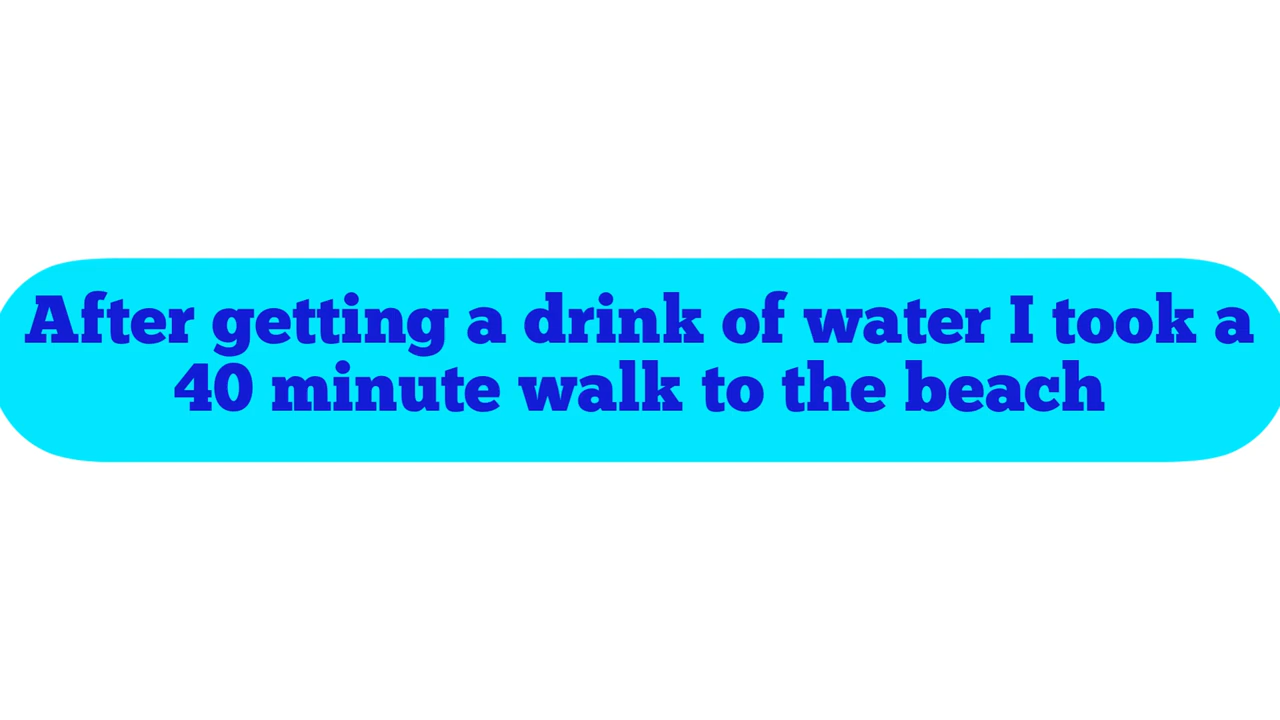 After getting a drink of water I took a
40 minute walk to the beach